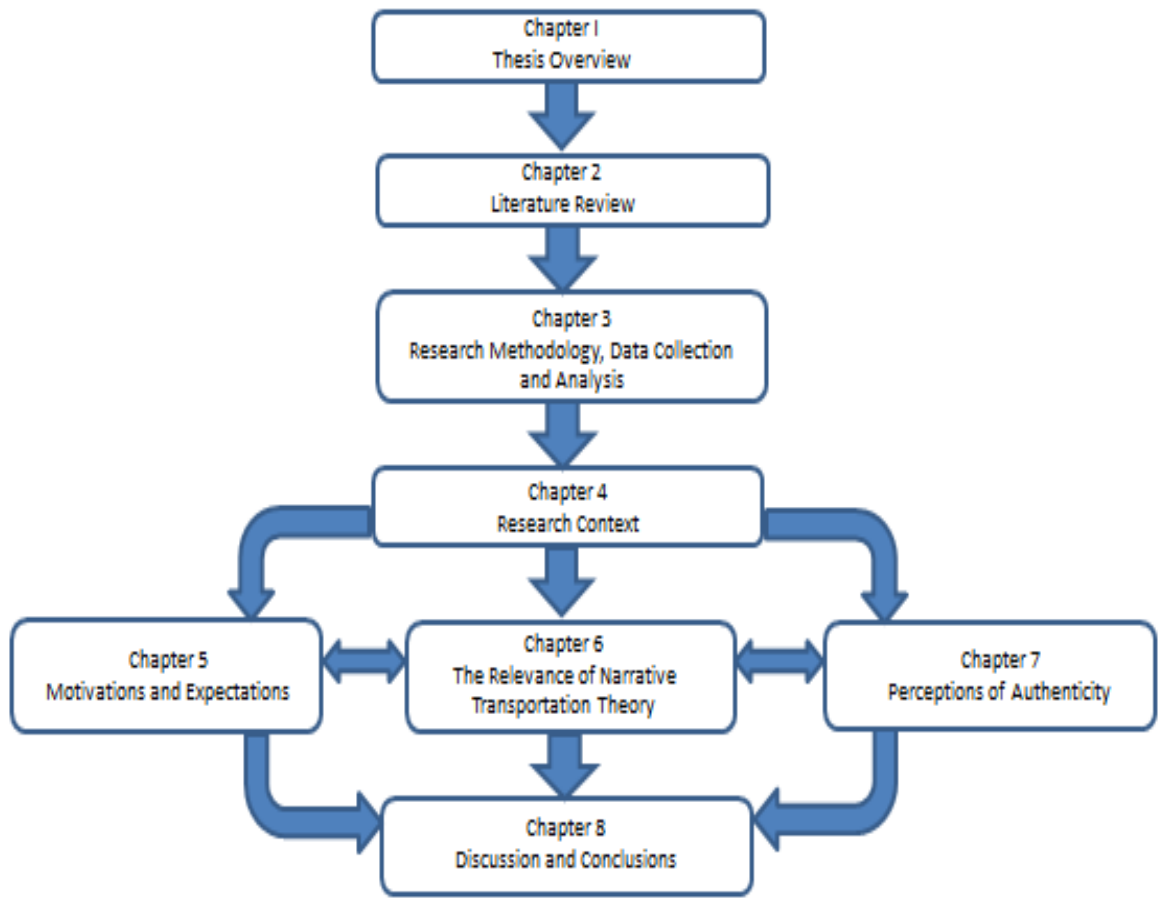 Chapter I
Thesis Overview
Chapter 2
Literature Review
Chapter 3
Research Methodology, Data Collection
and Analysis
Chapter 4
Research Context
Chapter 5
Motivations and Expectations
Chapter 6
The Relevance of Narrative
Transportation Theory
Chapter 7
Perceptions of Authenticity
Chapter 8
Discussion and Conclusions